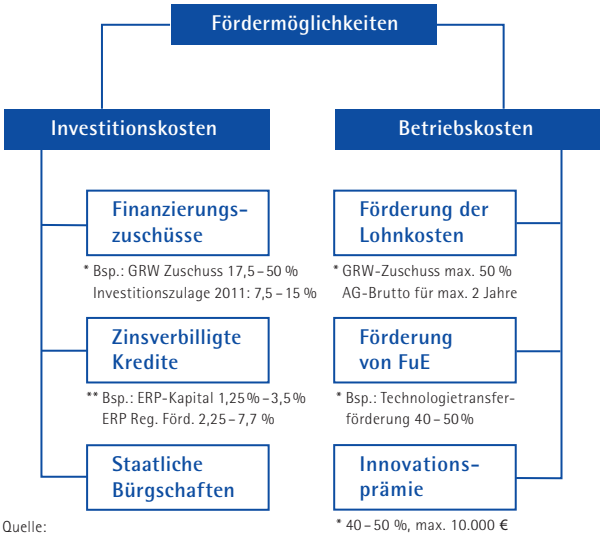 Fördermöglichkeiten
Investitionskosten
Finanzierungs-
zuschüsse
* Bsp.: GRW Zuschuss 17,5–50 %
Investitionszulage 2011: 7,5–15 %
Zinsverbilligte
Kredite
** Bsp.: ERP-Kapital 1,25%–3,5%
ERP Reg. Förd. 2,25–7,7 %
Staatliche
Bürgschaften
Betriebskosten
Förderung der
Lohnkosten
* GRW-Zuschuss max. 50 %
AG-Brutto für max. 2 Jahre
Förderung
von FuE
* Bsp.: Technologietransfer-
förderung 40–50%
Innovations-
prämie
* 40–50 %, max. 10.000 €
Quelle: